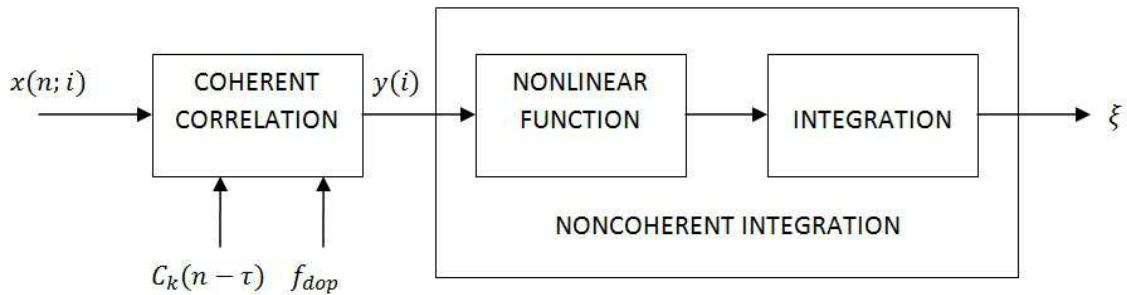 x(n; i)
COHERENT
CORRELATION
y(i)
NONLINEAR
FUNCTION
INTEGRATION
ξ
NONCOHERENT INTEGRATION
C_k(n − τ)
f_dop